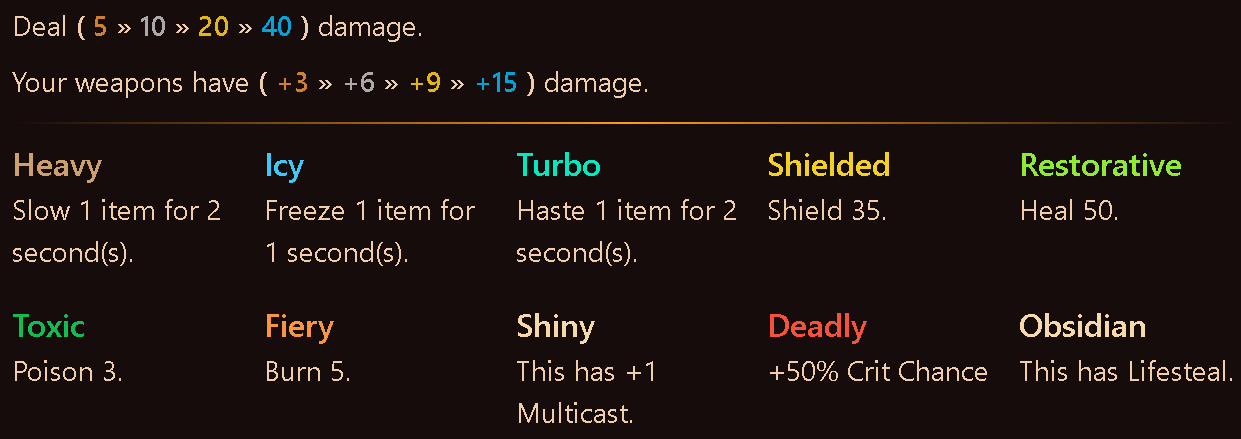 Deal ( 5 » 10 » 20 » 40 ) damage.
Your weapons have ( +3 » +6 » +9 » +15 ) damage.
Heavy
Slow 1 item for 2
second(s).
Icy
Freeze 1 item for
1 second(s).
Turbo
Haste 1 item for 2
second(s).
Shielded
Shield 35.
Restorative
Heal 50.
Toxic
Poison 3.
Fiery
Burn 5.
Shiny
This has +1
Multicast.
Deadly
+50% Crit Chance
Obsidian
This has Lifesteal.